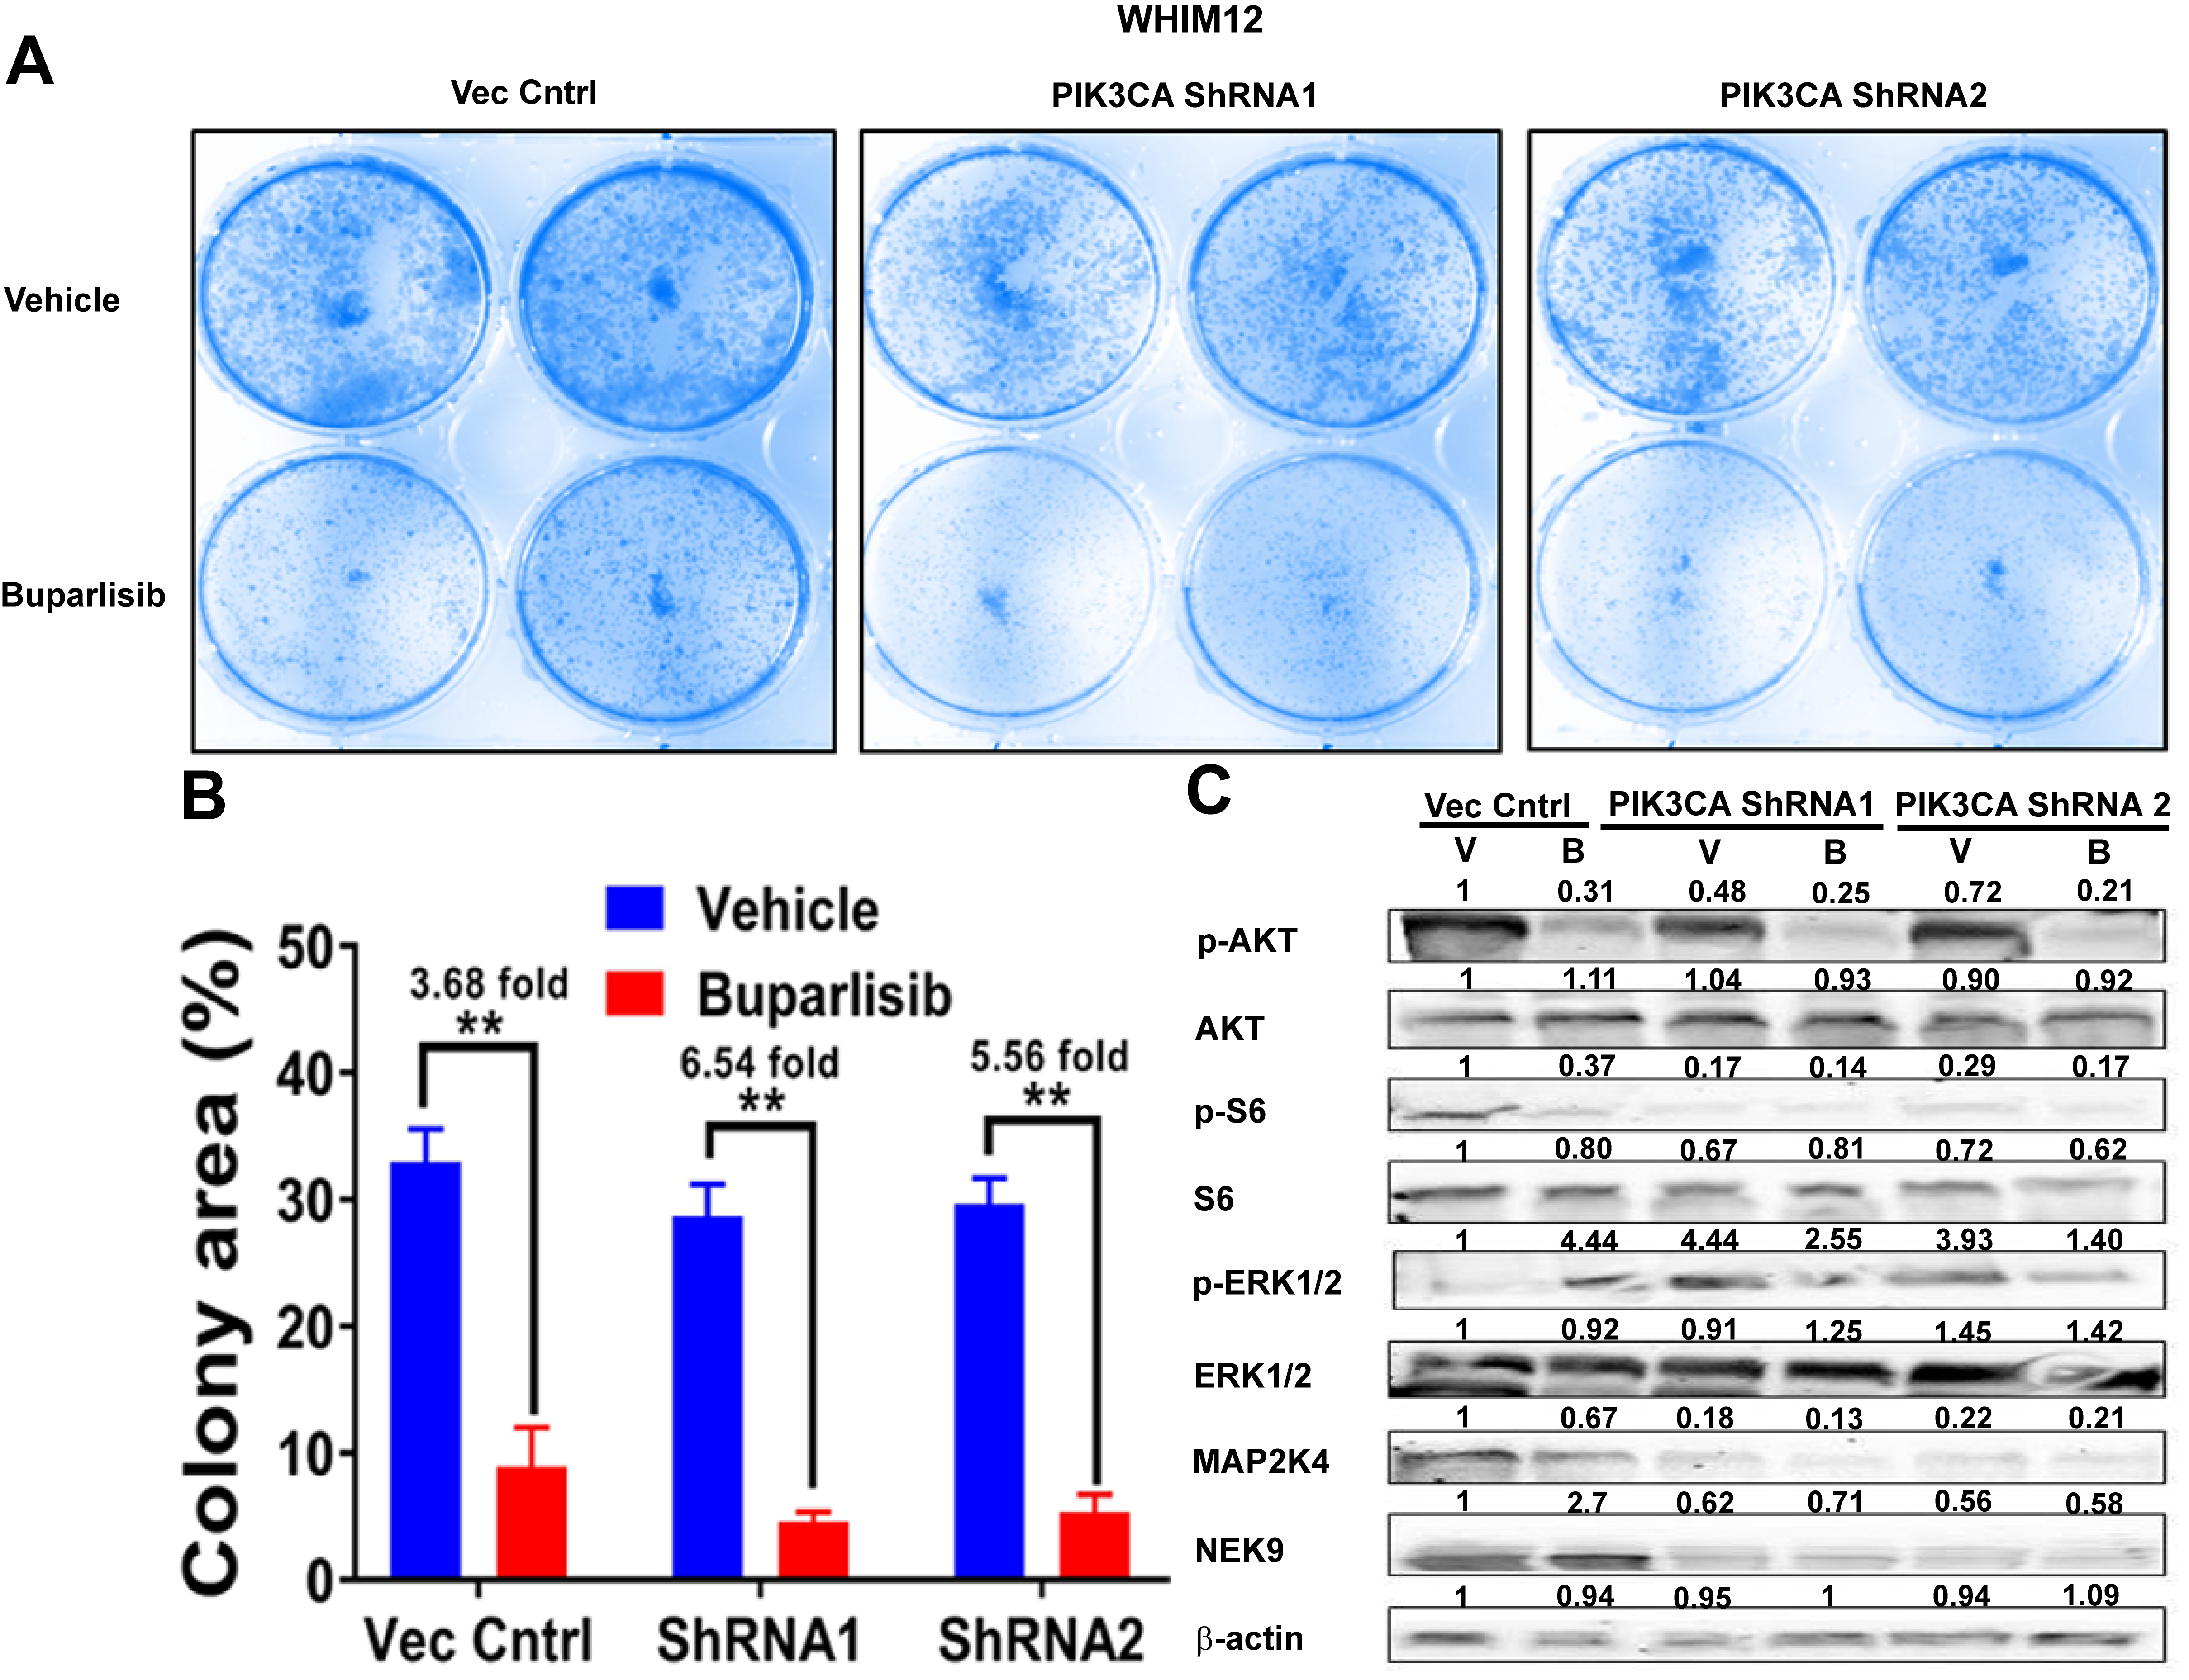 WHIM12
A
Vec Cntrl PIK3CA ShRNA1 PIK3CA ShRNA2
Vehicle
Buparlisib
B
Vehicle
Buparlisib
Colony area (%)
50
40
30
20
10
0
3.68 fold
**
6.54 fold
**
5.56 fold
**
Vec Cntrl ShRNA1 ShRNA2
C
Vec Cntrl PIK3CA ShRNA1 PIK3CA ShRNA 2
V B V B V B
1 0.31 0.48 0.25 0.72 0.21
p-AKT
1 1.11 1.04 0.93 0.90 0.92
AKT
1 0.37 0.17 0.14 0.29 0.17
p-S6
1 0.80 0.67 0.81 0.72 0.62
S6
1 4.44 4.44 2.55 3.93 1.40
p-ERK1/2
1 0.92 0.91 1.25 1.45 1.42
ERK1/2
1 0.67 0.18 0.13 0.22 0.21
MAP2K4
1 2.7 0.62 0.71 0.56 0.58
NEK9
1 0.94 0.95 1 0.94 1.09
β-actin